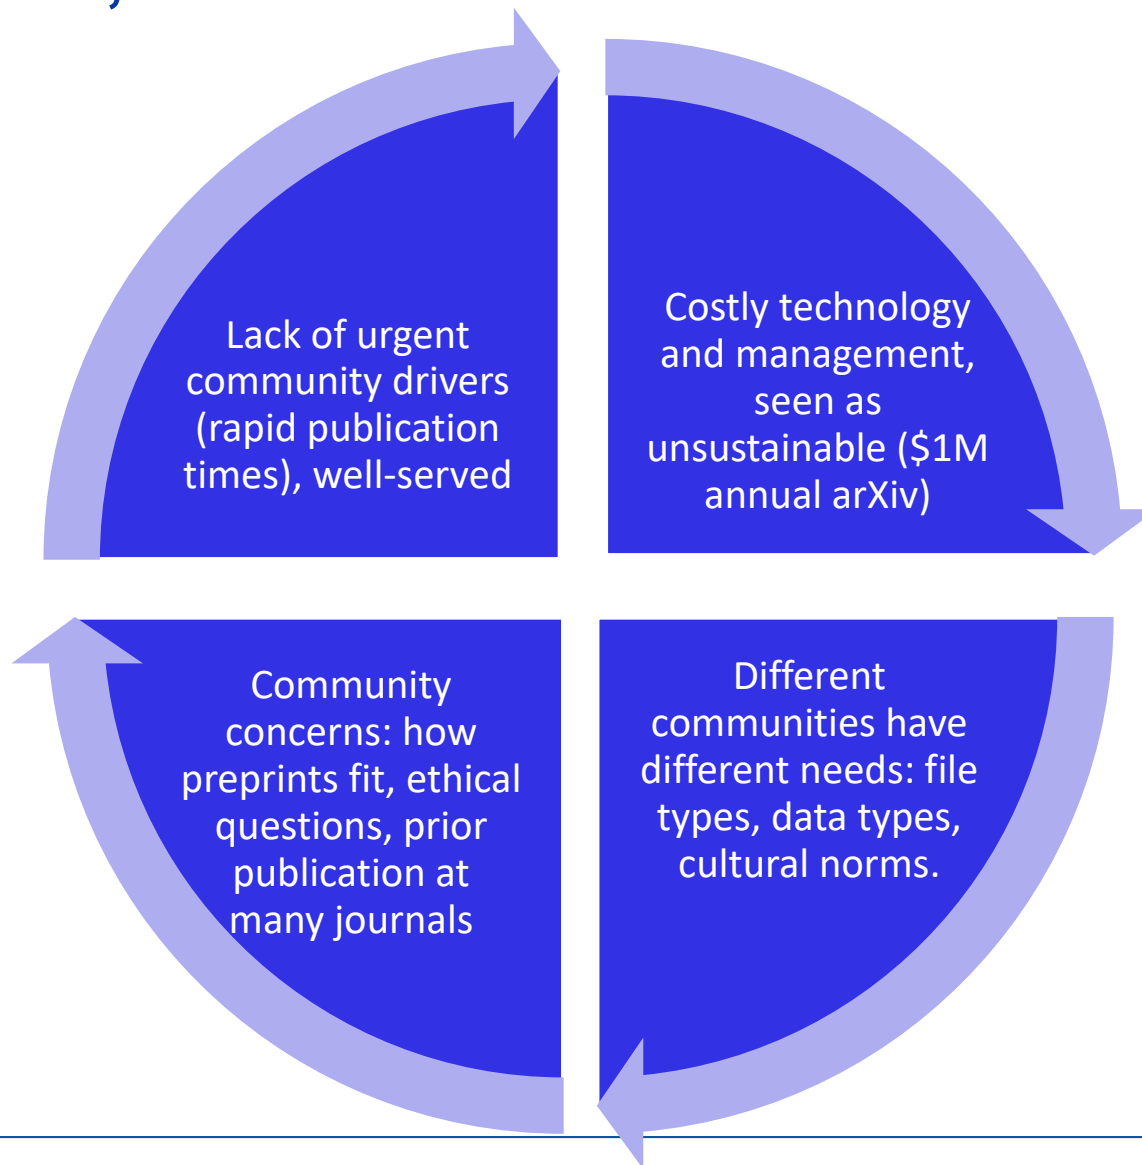 Lack of urgent
community drivers
(rapid publication
times), well-served
Costly technology
and management,
seen as
unsustainable ($1M
annual arXiv)
Community
concerns: how
preprints fit, ethical
questions, prior
publication at
many journals
Different
communities have
different needs: file
types, data types,
cultural norms.